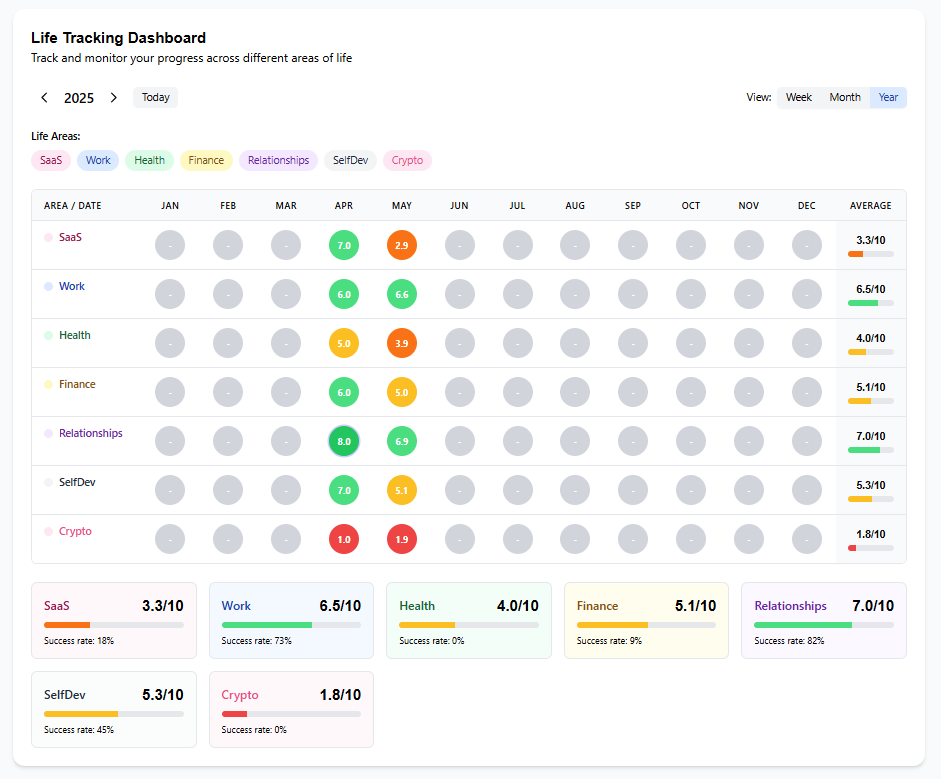 Life Tracking Dashboard
Track and monitor your progress across different areas of life
2025 Today View: Week Month Year
Life Areas:
SaaS Work Health Finance Relationships SelfDev Crypto
AREA / DATE JAN FEB MAR APR MAY JUN JUL AUG SEP OCT NOV DEC AVERAGE
SaaS - - - 7.0 2.9 - - - - - - - 3.3/10
Work - - - 6.0 6.6 - - - - - - - 6.5/10
Health - - - 5.0 3.9 - - - - - - - 4.0/10
Finance - - - 6.0 5.0 - - - - - - - 5.1/10
Relationships - - - 8.0 6.9 - - - - - - - 7.0/10
SelfDev - - - 7.0 5.1 - - - - - - - 5.3/10
Crypto - - - 1.0 1.9 - - - - - - - 1.8/10
SaaS 3.3/10 Work 6.5/10 Health 4.0/10 Finance 5.1/10 Relationships 7.0/10
Success rate: 18% Success rate: 73% Success rate: 0% Success rate: 9% Success rate: 82%
SelfDev 5.3/10 Crypto 1.8/10
Success rate: 45% Success rate: 0%